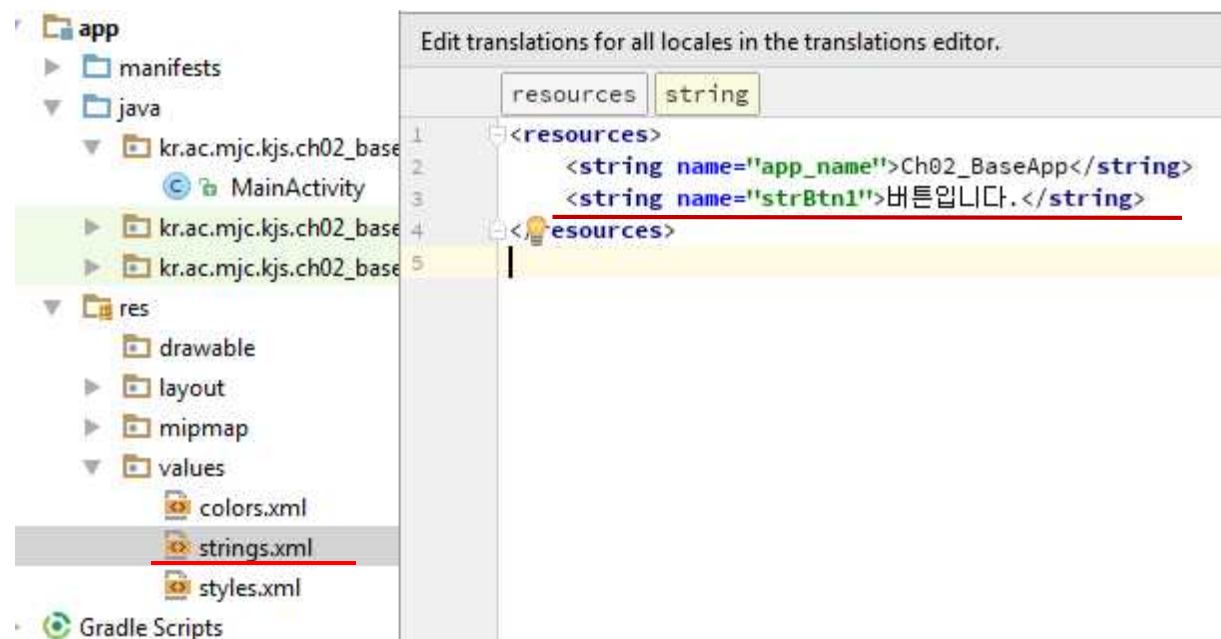 app
manifests
java
kr.ac.mjc.kjs.ch02_base
MainActivity
kr.ac.mjc.kjs.ch02_base
kr.ac.mjc.kjs.ch02_base
res
drawable
layout
mipmap
values
colors.xml
strings.xml
styles.xml
Gradle Scripts
Edit translations for all locales in the translations editor.
resources string
1 <resources>
2 <string name="app_name">Ch02_BaseApp</string>
3 <string name="strBtn1">버튼입니다.</string>
4 </resources>
5